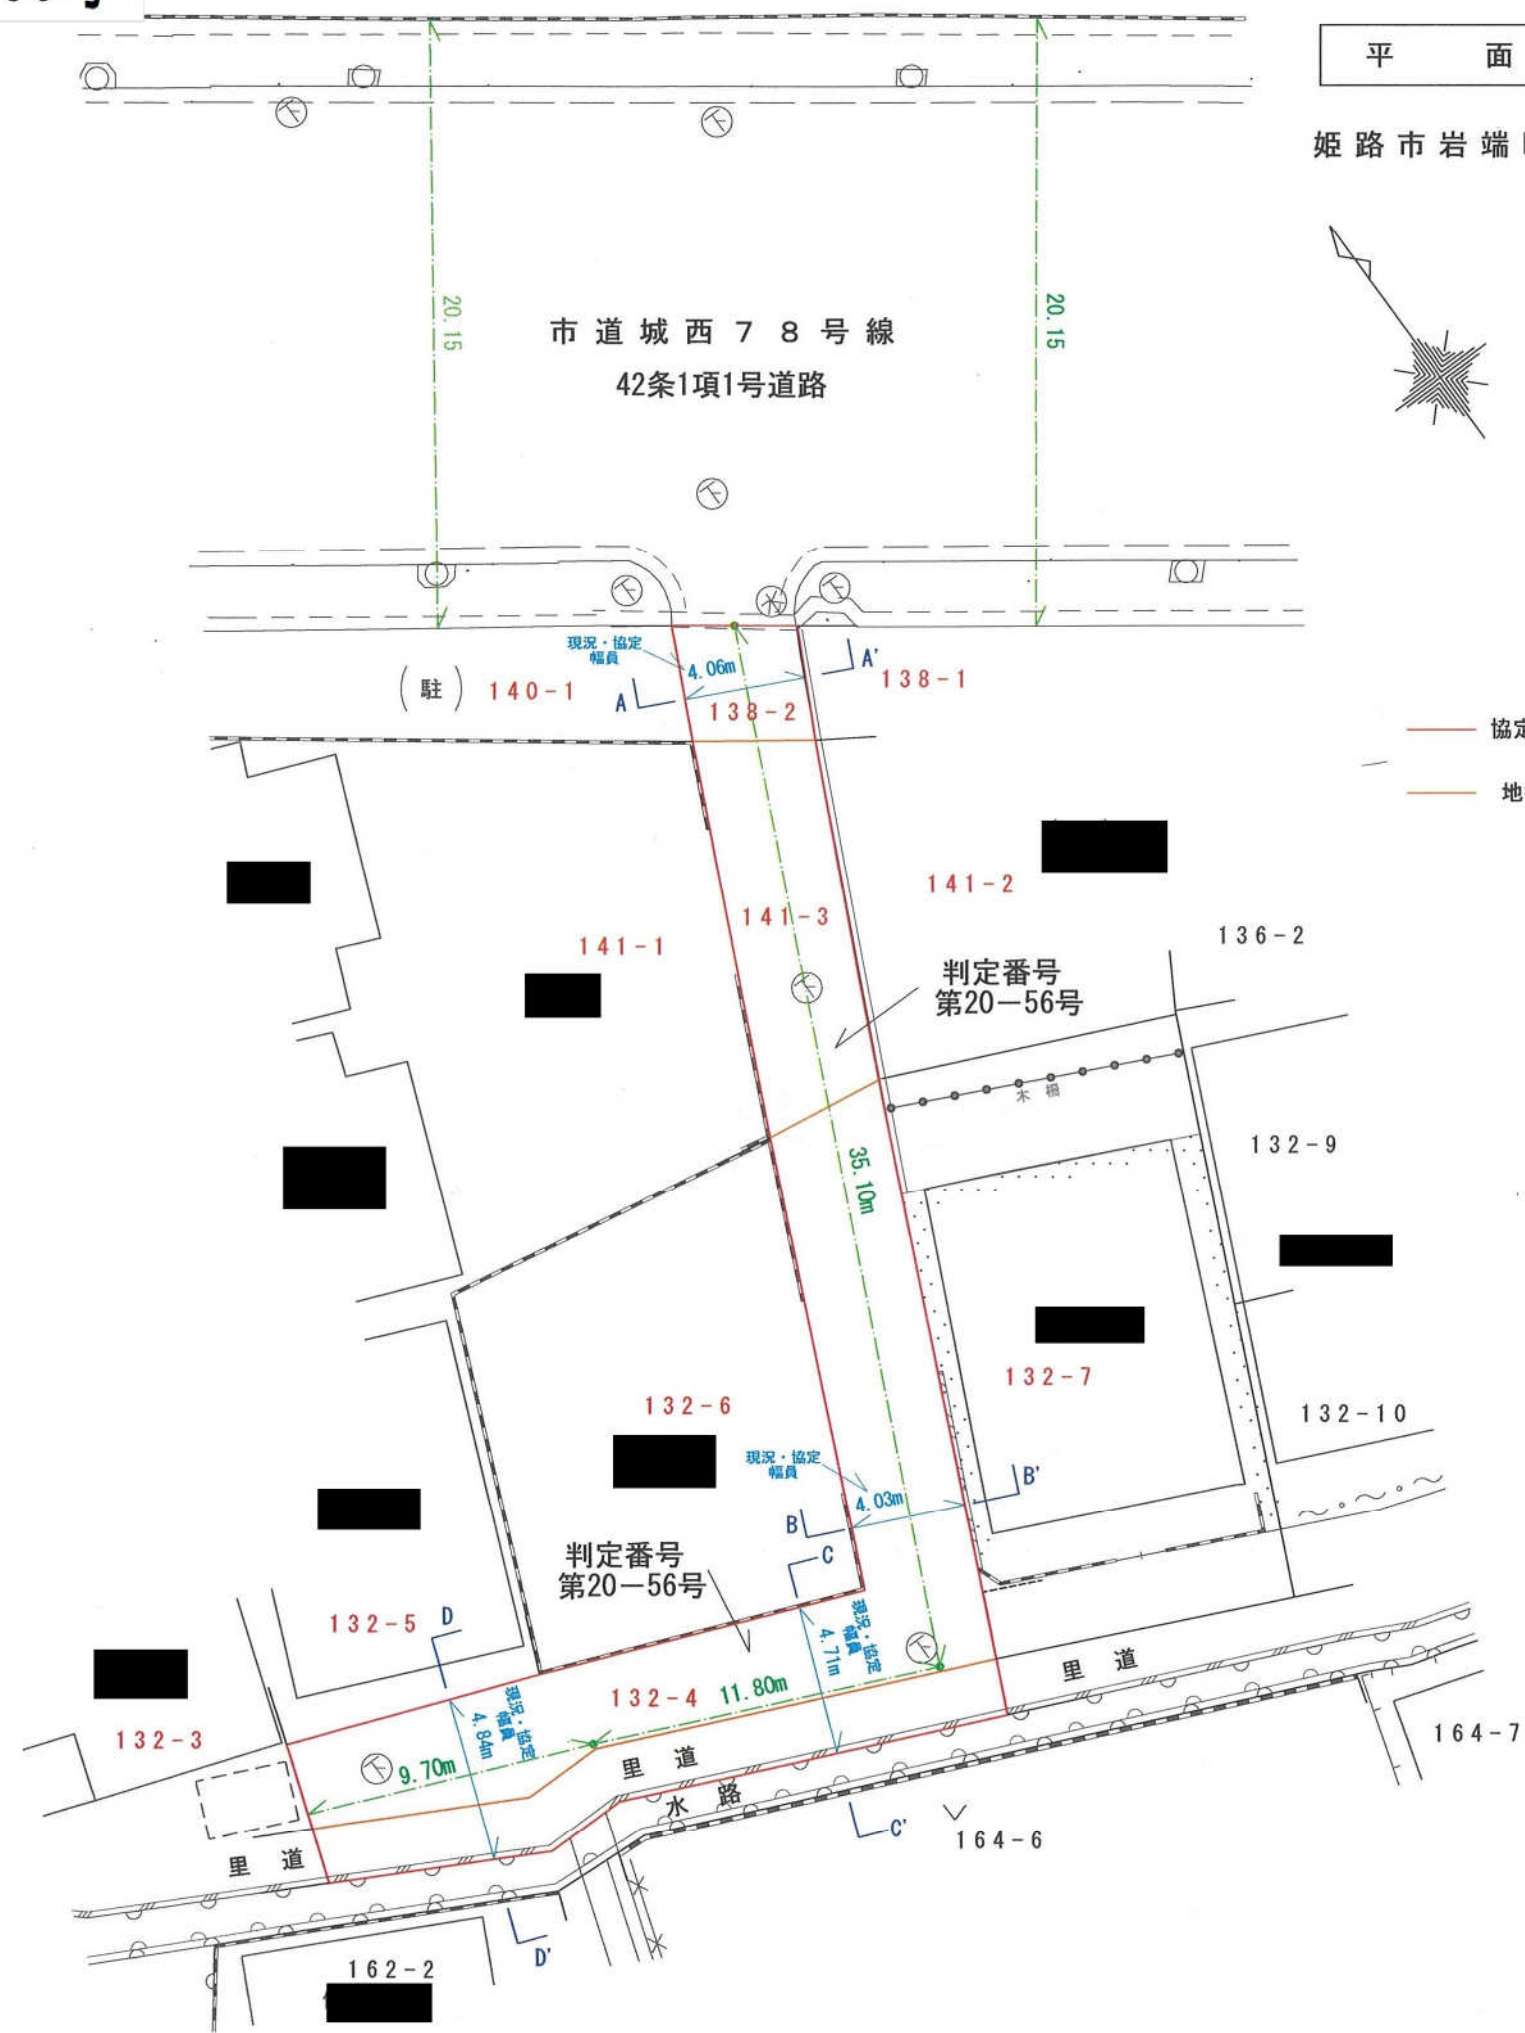 平 面
姫路市岩端
20.15
20.15
市道城西78号線
42条1項1号道路
現況・協定
幅員
4.06m
A
A'
(駐)
140-1
138-2
138-1
協定
地
141-1
141-3
141-2
136-2
判定番号
第20-56号
木柵
35.10m
132-9
132-6
132-7
132-10
現況・協定
幅員
4.03m
B
B'
判定番号
第20-56号
C
現況・協定
幅員
4.71m
132-5
D
132-4
11.80m
里道
現況・協定
幅員
4.84m
132-3
9.70m
里道
水路
164-7
C'
164-6
里道
D'
162-2